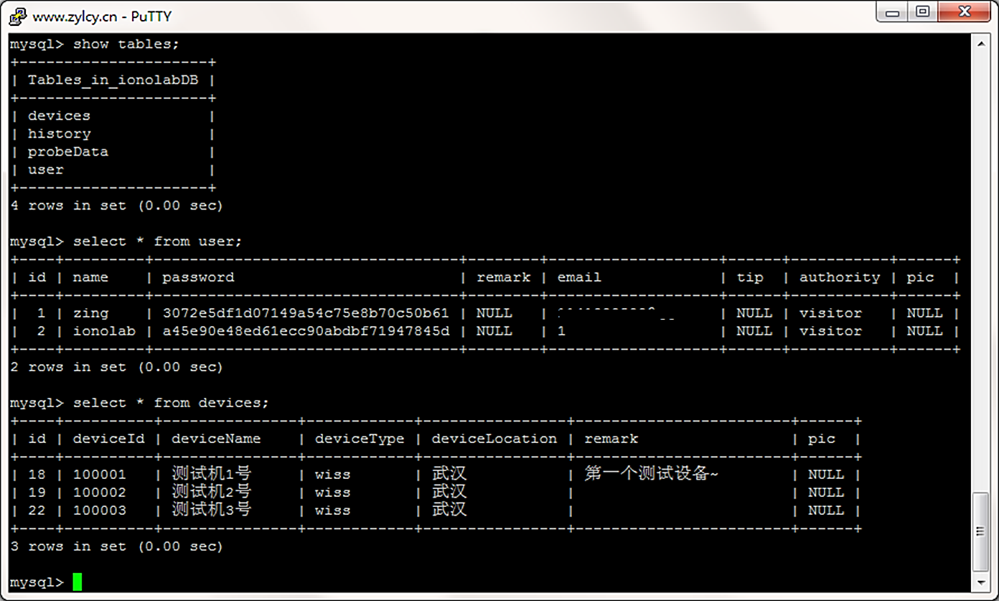 www.zylcy.cn - PuTTY
mysql> show tables;
+---------------------+
| Tables_in_ionolabDB |
+---------------------+
| devices             |
| history             |
| probeData           |
| user                |
+---------------------+
4 rows in set (0.00 sec)
mysql> select * from user;
+----+---------+----------------------------------+--------+-------------------+------+-----------+------+
| id | name    | password                         | remark | email             | tip  | authority | pic  |
+----+---------+----------------------------------+--------+-------------------+------+-----------+------+
|  1 | zing    | 3072e5df1d07149a54c75e8b70c50b61 | NULL   |                   | NULL | visitor   | NULL |
|  2 | ionolab | a45e90e48ed61ecc90abdbf71947845d | NULL   | 1                 | NULL | visitor   | NULL |
+----+---------+----------------------------------+--------+-------------------+------+-----------+------+
2 rows in set (0.00 sec)
mysql> select * from devices;
+----+----------+---------------+------------+----------------+------------------------+------+
| id | deviceId | deviceName    | deviceType | deviceLocation | remark                 | pic  |
+----+----------+---------------+------------+----------------+------------------------+------+
| 18 | 100001   | 测试机1号     | wiss       | 武汉           | 第一个测试设备~        | NULL |
| 19 | 100002   | 测试机2号     | wiss       | 武汉           |                        | NULL |
| 22 | 100003   | 测试机3号     | wiss       | 武汉           |                        | NULL |
+----+----------+---------------+------------+----------------+------------------------+------+
3 rows in set (0.00 sec)
mysql>